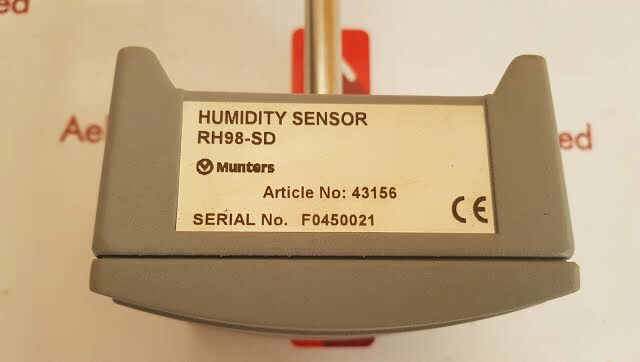 HUMIDITY SENSOR
RH98-SD
Munters
Article No: 43156
SERIAL No. F0450021
CE